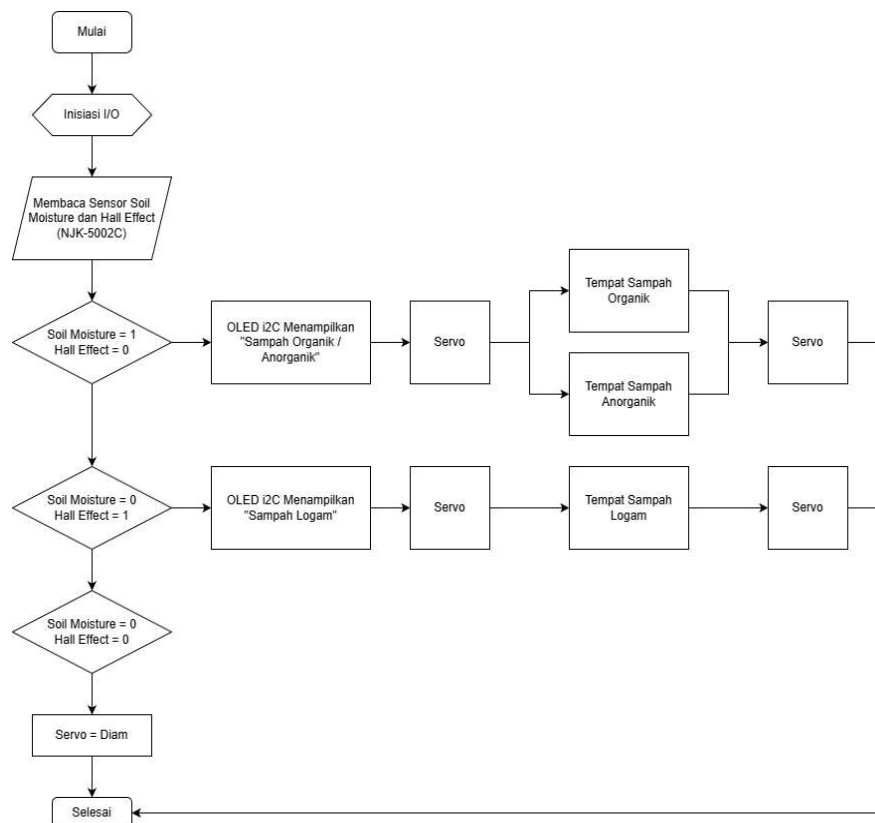 Mulai
Inisiasi I/O
Membaca Sensor Soil
Moisture dan Hall Effect
(NJK-5002C)
Soil Moisture = 1
Hall Effect = 0
OLED i2C Menampilkan
"Sampah Organik /
Anorganik"
Servo
Tempat Sampah
Organik
Tempat Sampah
Anorganik
Servo
Soil Moisture = 0
Hall Effect = 1
OLED i2C Menampilkan
"Sampah Logam"
Servo
Tempat Sampah
Logam
Servo
Soil Moisture = 0
Hall Effect = 0
Servo = Diam
Selesai